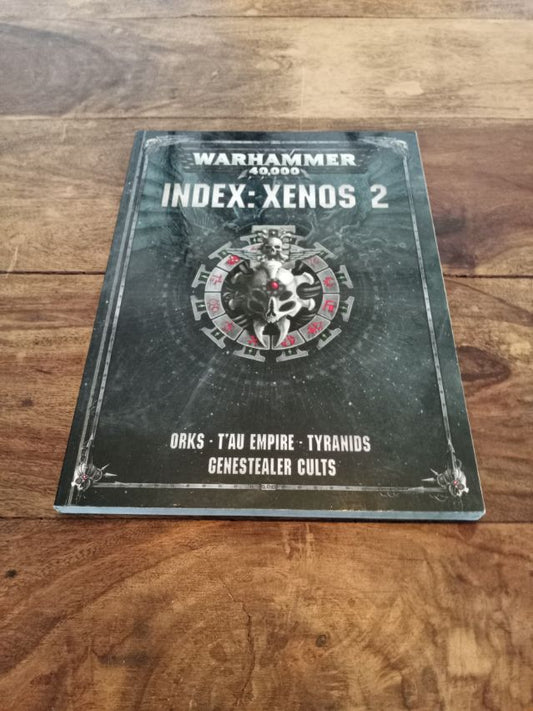 WARHAMMER
40,000
INDEX: XENOS 2
ORKS · T'AU EMPIRE · TYRANIDS
GENESTEALER CULTS